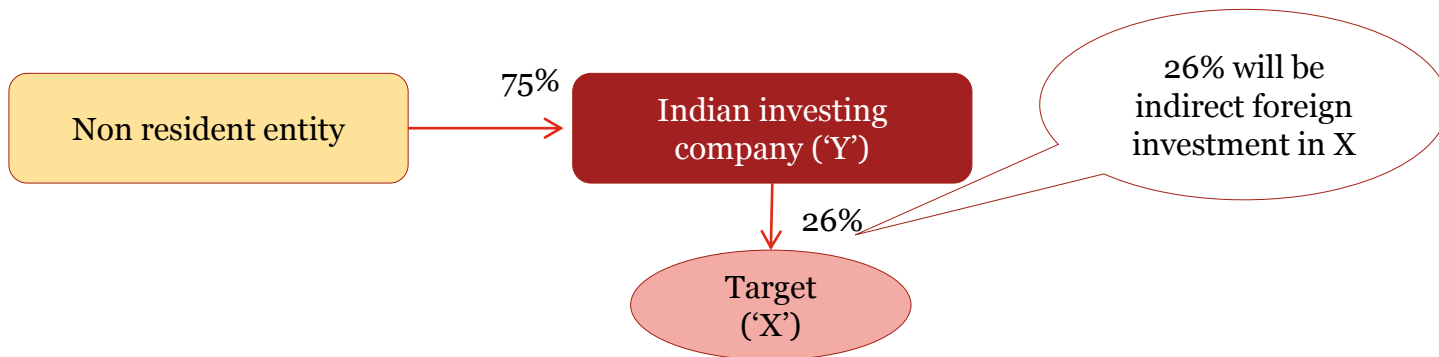 75%
Non resident entity
Indian investing
company (‘Y’)
26% will be
indirect foreign
investment in X
26%
Target
(‘X’)